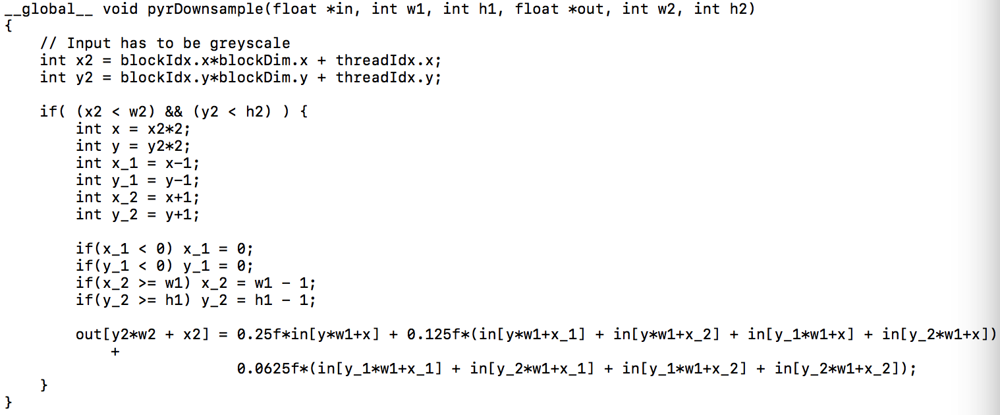 __global__ void pyrDownsample(float *in, int w1, int h1, float *out, int w2, int h2)
{
    // Input has to be greyscale
    int x2 = blockIdx.x*blockDim.x + threadIdx.x;
    int y2 = blockIdx.y*blockDim.y + threadIdx.y;

    if( (x2 < w2) && (y2 < h2) ) {
        int x = x2*2;
        int y = y2*2;
        int x_1 = x-1;
        int y_1 = y-1;
        int x_2 = x+1;
        int y_2 = y+1;

        if(x_1 < 0) x_1 = 0;
        if(y_1 < 0) y_1 = 0;
        if(x_2 >= w1) x_2 = w1 - 1;
        if(y_2 >= h1) y_2 = h1 - 1;

        out[y2*w2 + x2] = 0.25f*in[y*w1+x] + 0.125f*(in[y*w1+x_1] + in[y*w1+x_2] + in[y_1*w1+x] + in[y_2*w1+x])
            +
                          0.0625f*(in[y_1*w1+x_1] + in[y_2*w1+x_1] + in[y_1*w1+x_2] + in[y_2*w1+x_2]);
    }
}